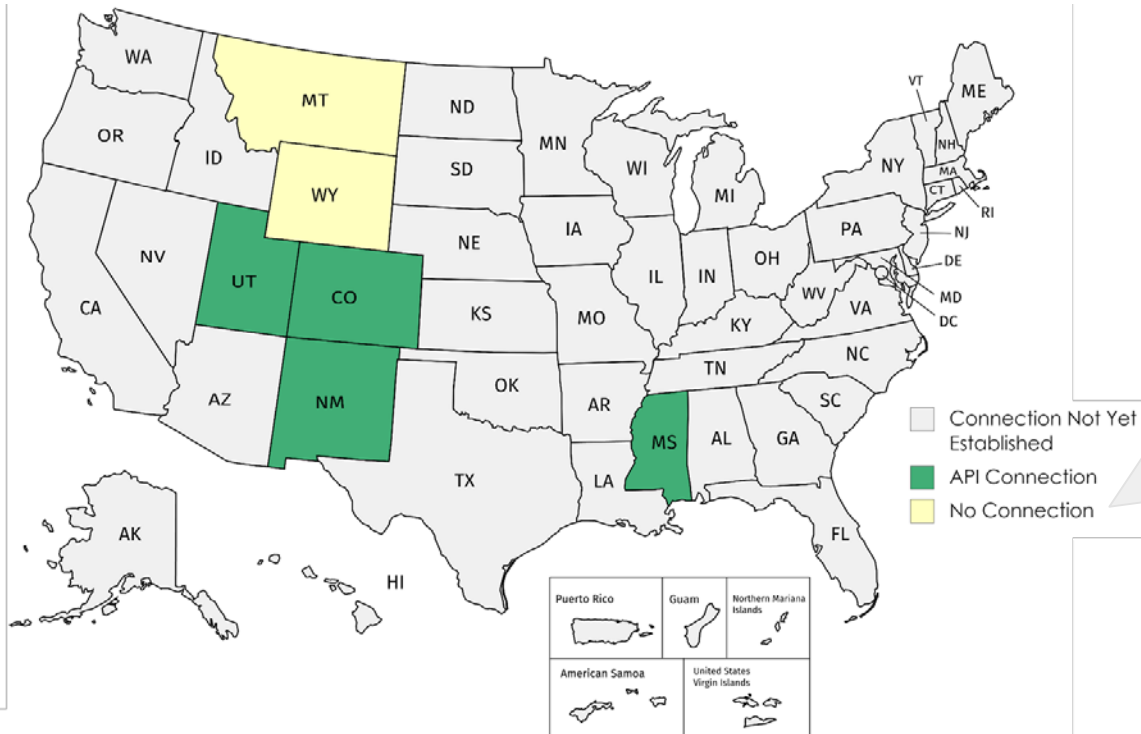 WA
OR
CA
NV
ID
MT
WY
UT
CO
AZ
NM
ND
SD
NE
KS
OK
TX
MN
IA
MO
AR
LA
WI
IL
MI
IN
OH
KY
TN
MS
AL
GA
FL
SC
NC
VA
WV
PA
NY
VT
NH
ME
MA
CT
RI
NJ
DE
MD
DC
AK
HI
Connection Not Yet
Established
API Connection
No Connection
Puerto Rico
Guam
Northern Mariana
Islands
American Samoa
United States
Virgin Islands